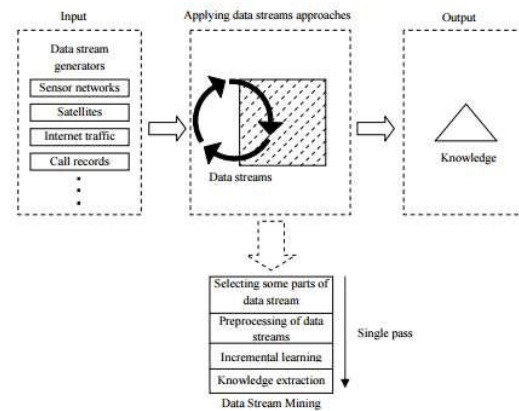 Input
Applying data streams approaches
Output
Data stream
generators
Sensor networks
Satellites
Internet traffic
Call records
Data streams
Knowledge
Selecting some parts of
data stream
Preprocessing of data
streams
Incremental learning
Knowledge extraction
Single pass
Data Stream Mining